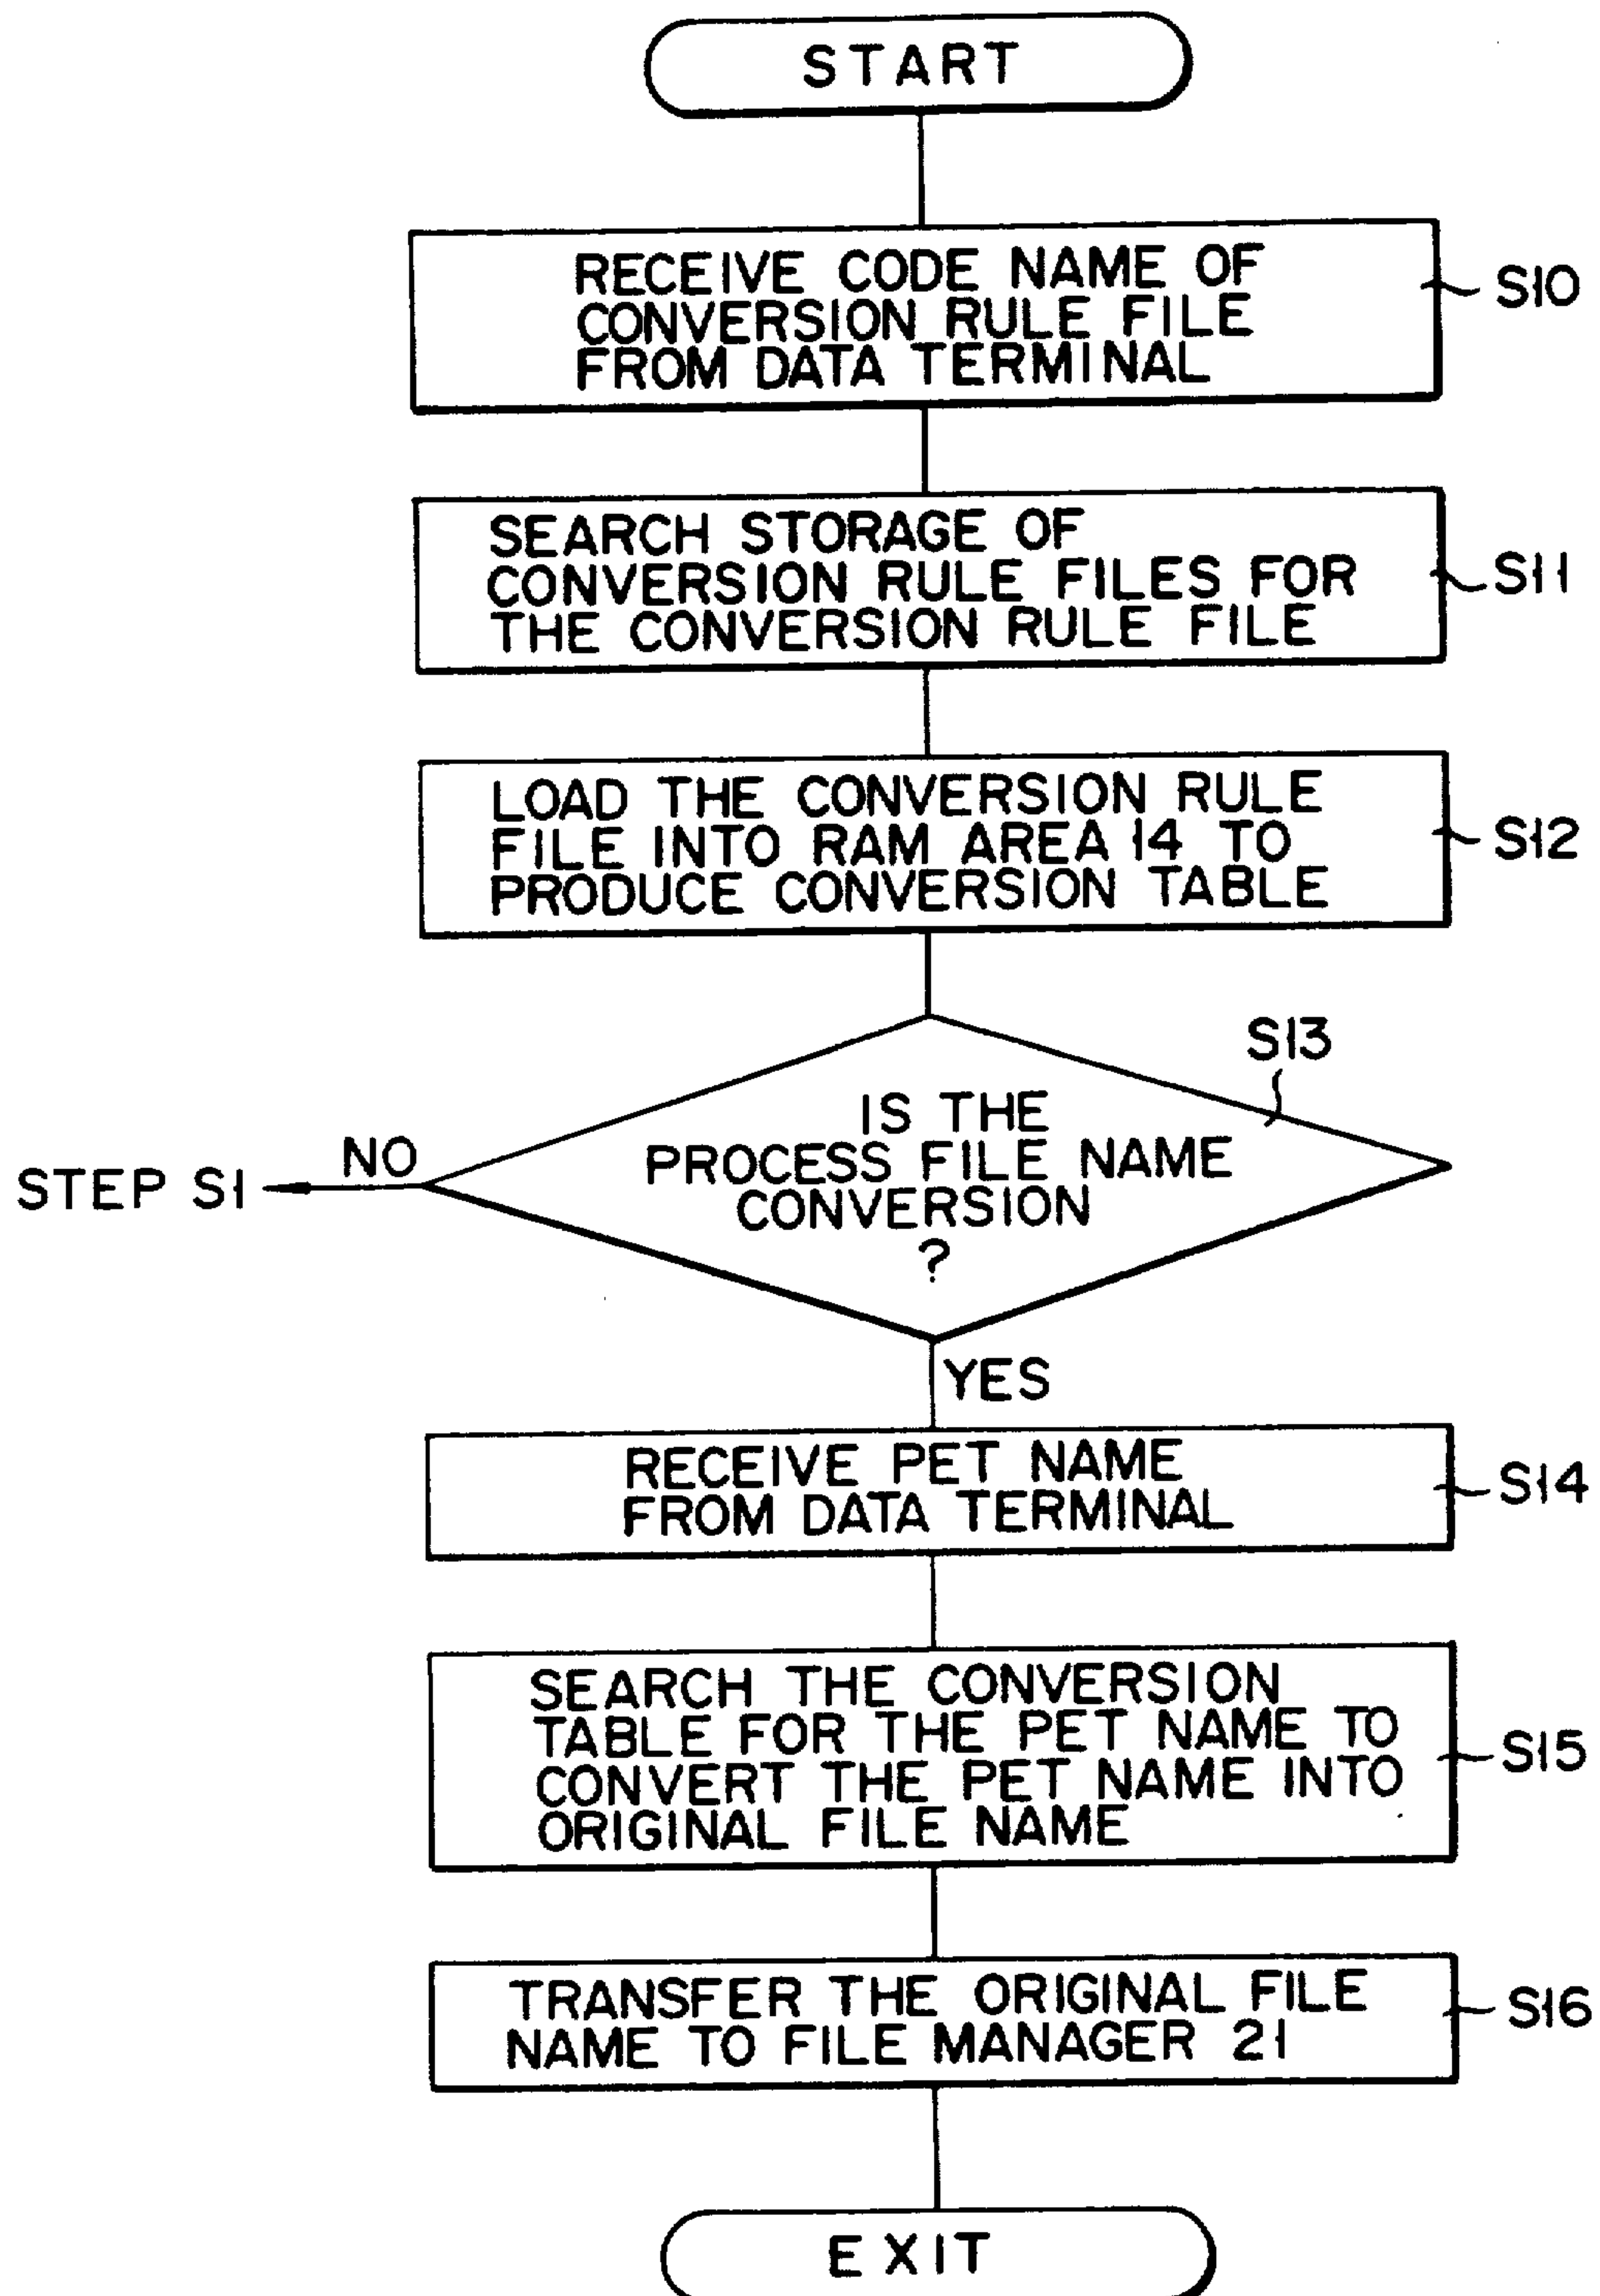 START
RECEIVE CODE NAME OF
CONVERSION RULE FILE
FROM DATA TERMINAL
S10
SEARCH STORAGE OF
CONVERSION RULE FILES FOR
THE CONVERSION RULE FILE
S11
LOAD THE CONVERSION RULE
FILE INTO RAM AREA 14 TO
PRODUCE CONVERSION TABLE
S12
S13
IS THE
PROCESS FILE NAME
CONVERSION
?
NO
STEP S1
YES
RECEIVE PET NAME
FROM DATA TERMINAL
S14
SEARCH THE CONVERSION
TABLE FOR THE PET NAME TO
CONVERT THE PET NAME INTO
ORIGINAL FILE NAME
S15
TRANSFER THE ORIGINAL FILE
NAME TO FILE MANAGER 21
S16
EXIT